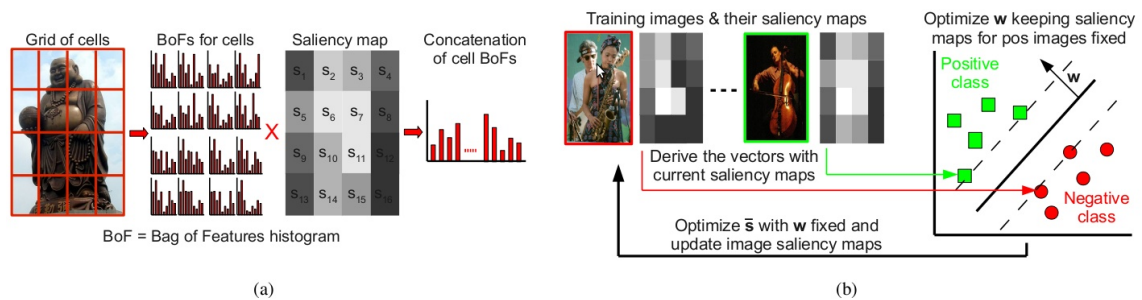 Grid of cells
BoFs for cells
Saliency map
Concatenation
of cell BoFs
S1 S2 S3 S4
S5 S6 S7 S8
S9 S10 S11 S12
S13 S14 S15 S16
X
BoF = Bag of Features histogram
(a)
Training images & their saliency maps
Derive the vectors with
current saliency maps
Optimize s̄ with w fixed and
update image saliency maps
Optimize w keeping saliency
maps for pos images fixed
Positive
class
w
Negative
class
(b)